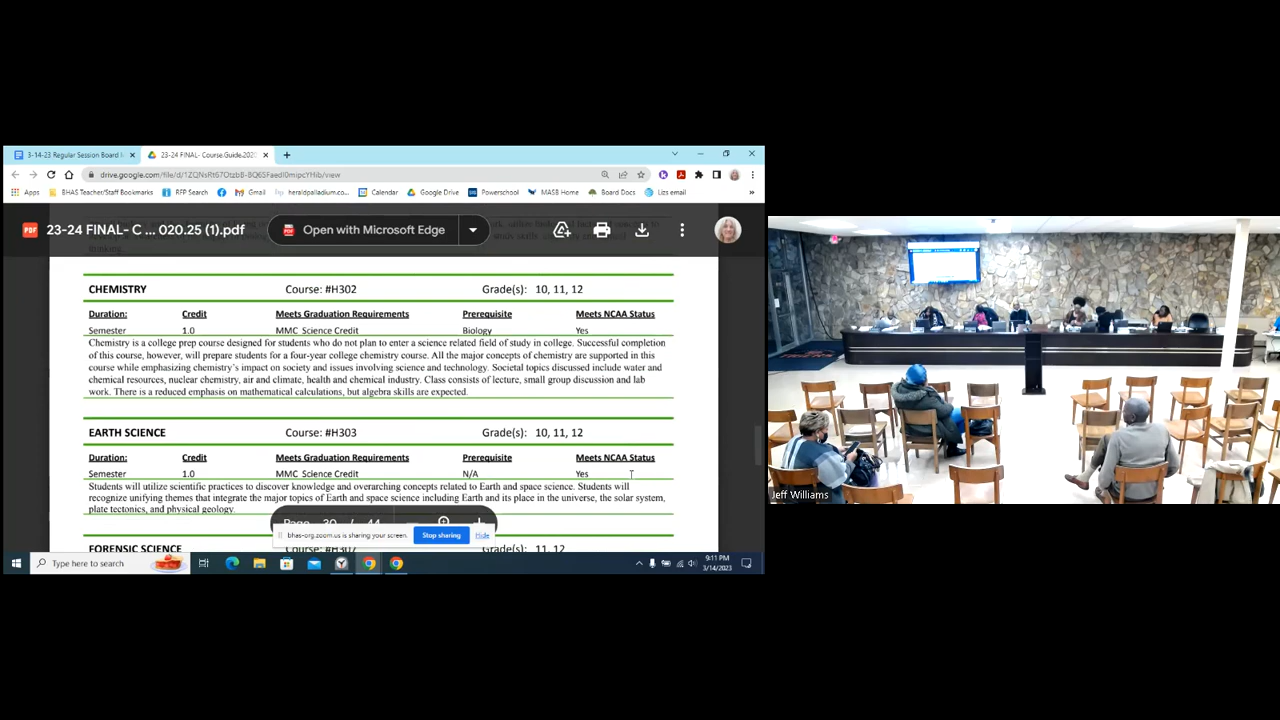 3-14-23 Regular Session Board
23-24 FINAL- Course Guide 2020
drive.google.com/file/d/
/view
Apps BHAS Teacher/Staff Bookmarks RFP Search Gmail heraldpalladium.co... Calendar Google Drive Powerschool MASB Home Board Docs Lizs email
23-24 FINAL- C ... 020.25 (1).pdf Open with Microsoft Edge
thinking.
CHEMISTRY Course: #H302 Grade(s): 10, 11, 12
Duration: Credit Meets Graduation Requirements Prerequisite Meets NCAA Status
Semester 1.0 MMC Science Credit Biology Yes
Chemistry is a college prep course designed for students who do not plan to enter a science related field of study in college. Successful completion
of this course, however, will prepare students for a four-year college chemistry course. All the major concepts of chemistry are supported in this
course while emphasizing chemistry's impact on society and issues involving science and technology. Societal topics discussed include water and
chemical resources, nuclear chemistry, air and climate, health and chemical industry. Class consists of lecture, small group discussion and lab
work. There is a reduced emphasis on mathematical calculations, but algebra skills are expected.
EARTH SCIENCE Course: #H303 Grade(s): 10, 11, 12
Duration: Credit Meets Graduation Requirements Prerequisite Meets NCAA Status
Semester 1.0 MMC Science Credit N/A Yes
Students will utilize scientific practices to discover knowledge and overarching concepts related to Earth and space science. Students will
recognize unifying themes that integrate the major topics of Earth and space science including Earth and its place in the universe, the solar system,
plate tectonics, and physical geology.
Page 30 / 44
bhas-org.zoom.us is sharing your screen. Stop sharing Hide
FORENSIC SCIENCE Course: #H307 11, 12
Type here to search
9:11 PM
3/14/2023
Jeff Williams